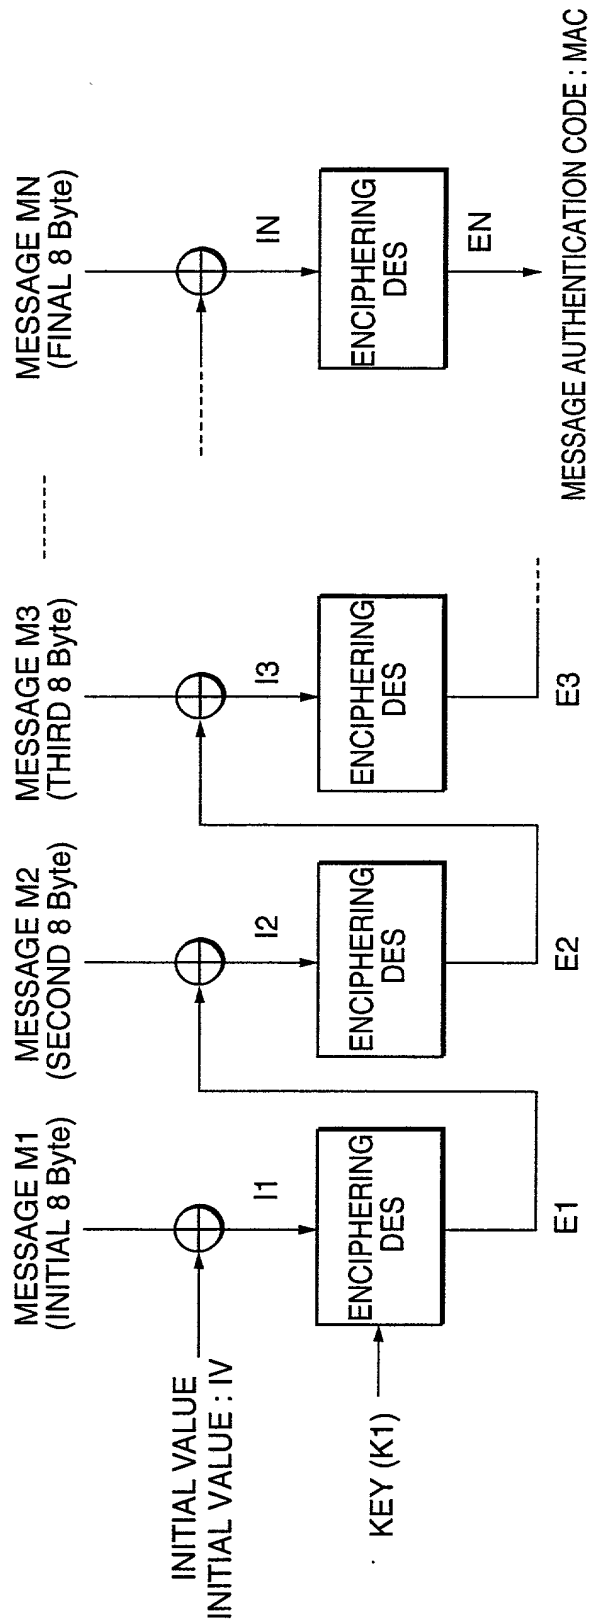 MESSAGE M1
(INITIAL 8 Byte)
MESSAGE M2
(SECOND 8 Byte)
MESSAGE M3
(THIRD 8 Byte)
MESSAGE MN
(FINAL 8 Byte)
INITIAL VALUE
INITIAL VALUE : IV
I1
I2
I3
IN
KEY (K1)
ENCIPHERING
DES
ENCIPHERING
DES
ENCIPHERING
DES
ENCIPHERING
DES
E1
E2
E3
EN
MESSAGE AUTHENTICATION CODE : MAC